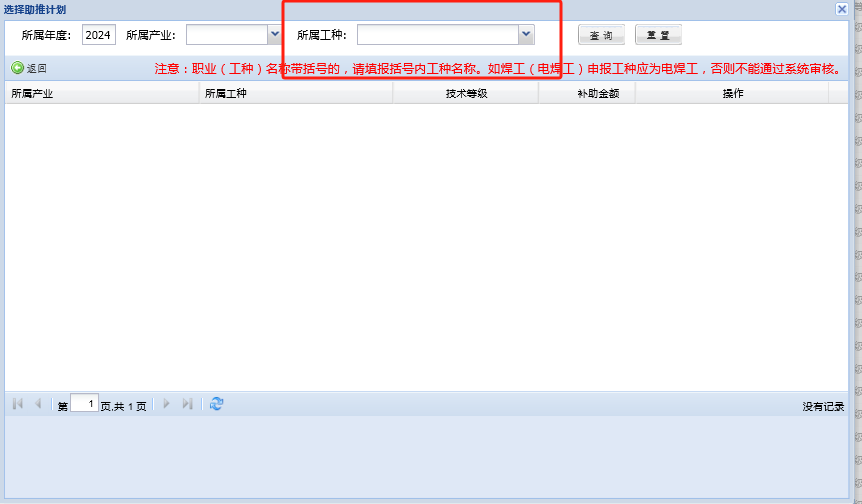 选择助推计划
所属年度: 2024 所属产业: 所属工种: 查 询 重 置
返回 注意：职业（工种）名称带括号的，请填报括号内工种名称。如焊工（电焊工）申报工种应为电焊工，否则不能通过系统审核。
所属产业 所属工种 技术等级 补助金额 操作
第 1 页,共 1 页 没有记录